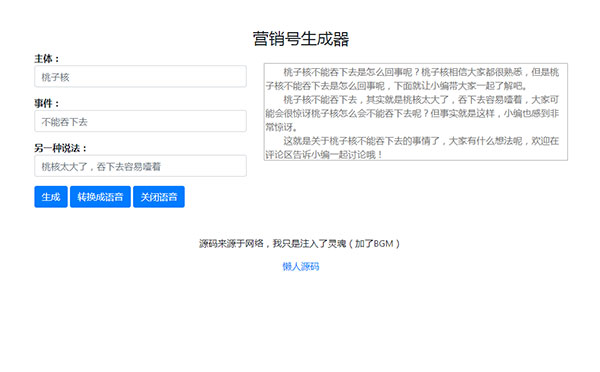 营销号生成器
主体：
桃子核
事件：
不能吞下去
另一种说法：
桃核太大了，吞下去容易噎着
生成 转换成语音 关闭语音
桃子核不能吞下去是怎么回事呢？桃子核相信大家都很熟悉，但是桃
子核不能吞下去是怎么回事呢，下面就让小编带大家一起了解吧。
桃子核不能吞下去，其实就是桃核太大了，吞下去容易噎着，大家可
能会很惊讶桃子核怎么会不能吞下去呢？但事实就是这样，小编也感到非
常惊讶。
这就是关于桃子核不能吞下去的事情了，大家有什么想法呢，欢迎在
评论区告诉小编一起讨论哦！
源码来源于网络，我只是注入了灵魂（加了BGM）
懒人源码